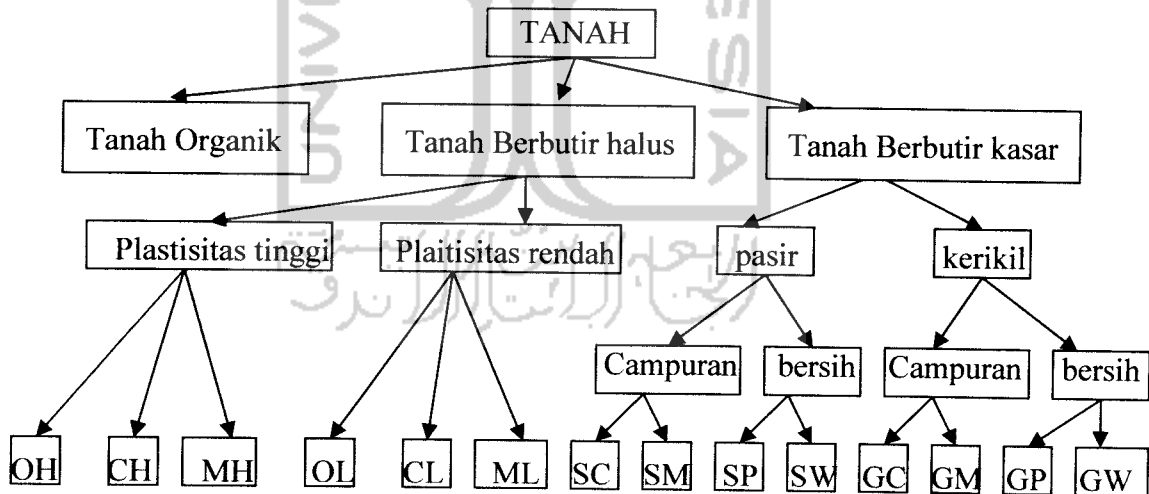 TANAH
Tanah Organik
Tanah Berbutir halus
Tanah Berbutir kasar
Plastisitas tinggi
Plaitisitas rendah
pasir
kerikil
Campuran
bersih
Campuran
bersih
OH
CH
MH
OL
CL
ML
SC
SM
SP
SW
GC
GM
GP
GW